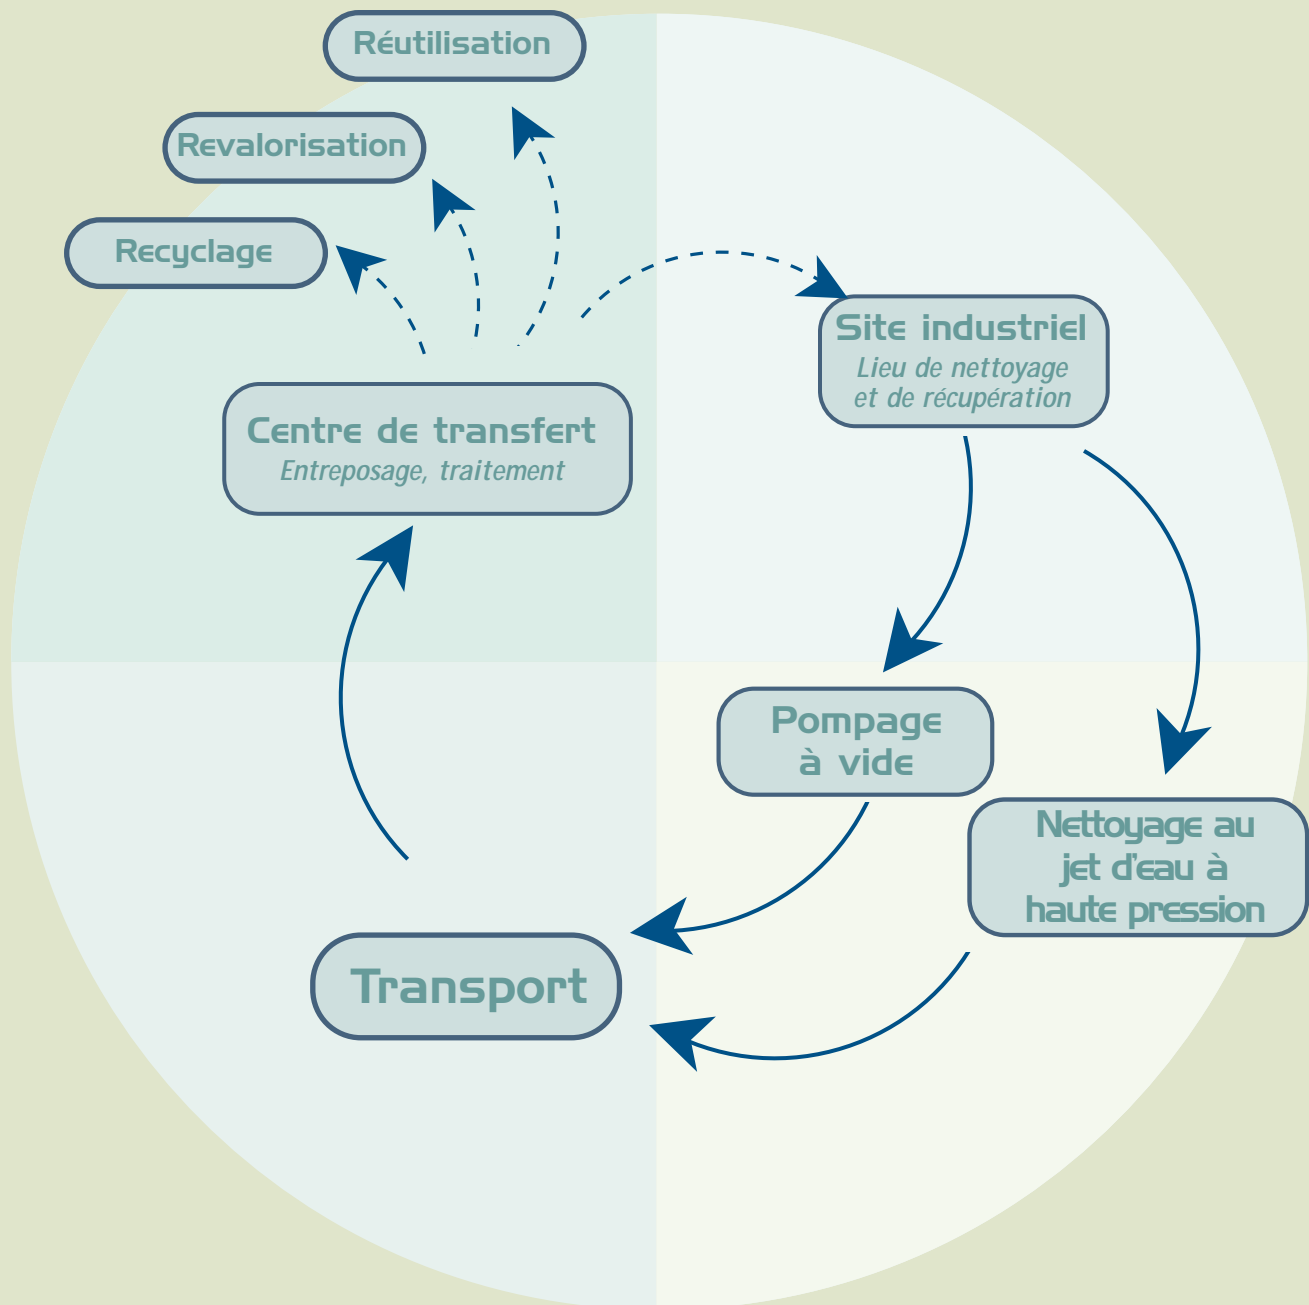 Réutilisation
Revalorisation
Recyclage
Site industriel
Lieu de nettoyage
et de récupération
Centre de transfert
Entreposage, traitement
Pompage
à vide
Nettoyage au
jet d'eau à
haute pression
Transport